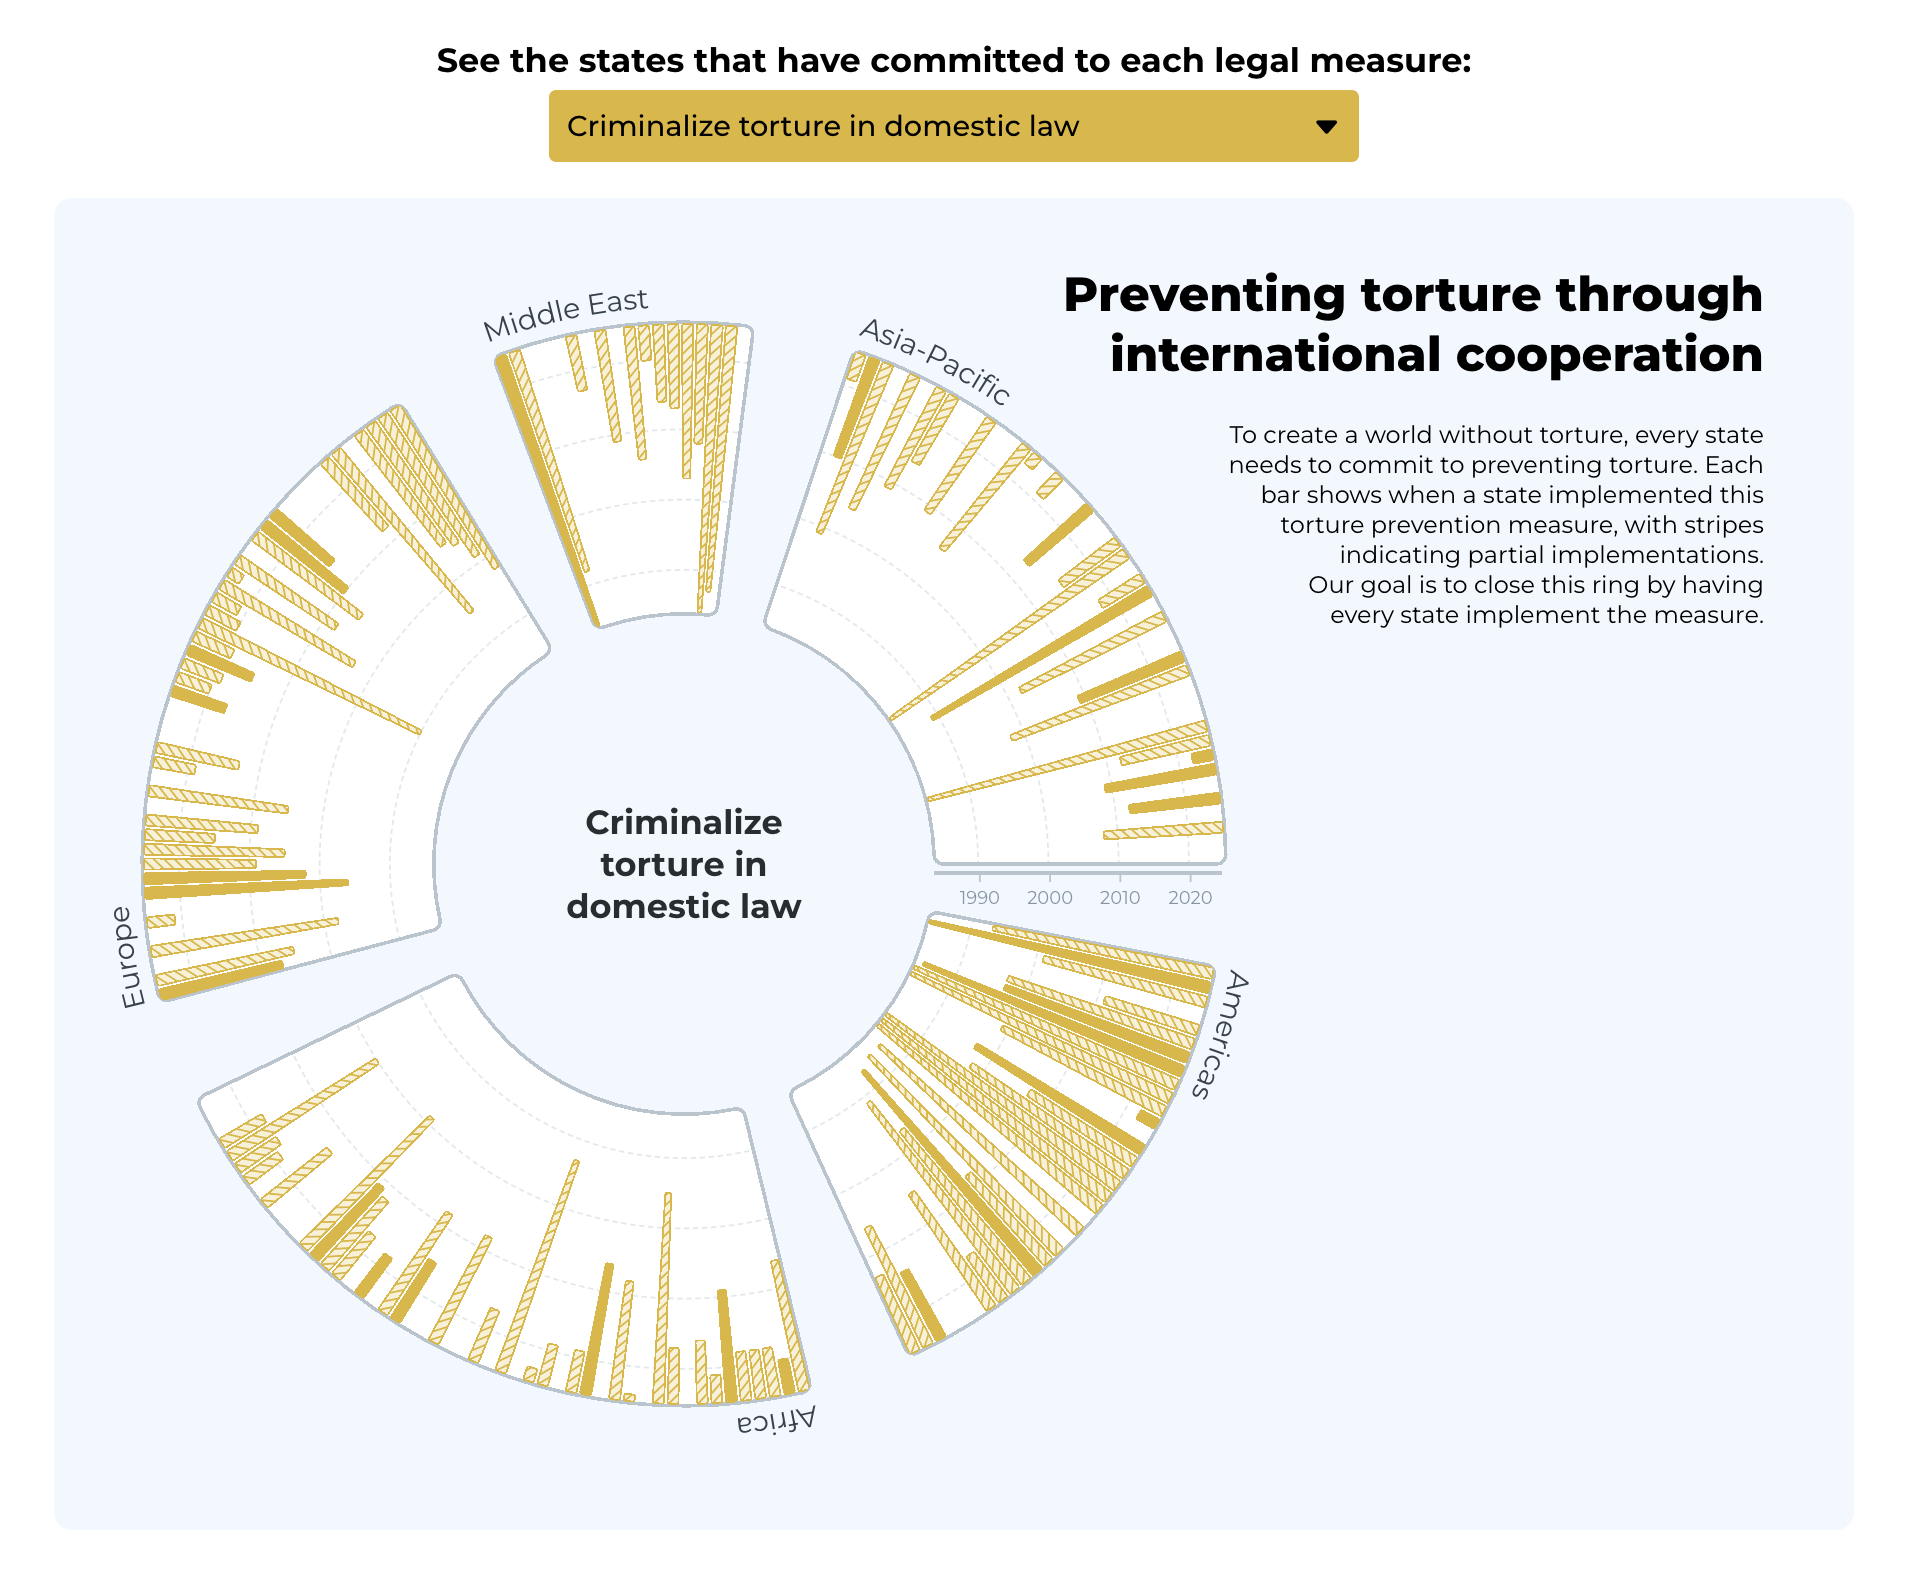 See the states that have committed to each legal measure:
Criminalize torture in domestic law
Preventing torture through
international cooperation
To create a world without torture, every state
needs to commit to preventing torture. Each
bar shows when a state implemented this
torture prevention measure, with stripes
indicating partial implementations.
Our goal is to close this ring by having
every state implement the measure.
Middle East
Asia-Pacific
Criminalize
torture in
domestic law
1990 2000 2010 2020
Europe
Americas
Africa